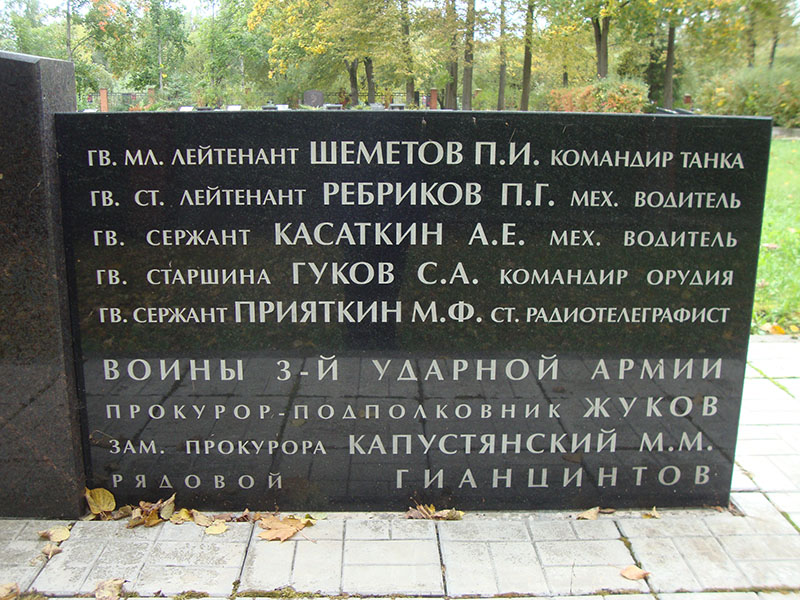 ГВ. МЛ. ЛЕЙТЕНАНТ ШЕМЕТОВ П.И. КОМАНДИР ТАНКА
ГВ. СТ. ЛЕЙТЕНАНТ РЕБРИКОВ П.Г. МЕХ. ВОДИТЕЛЬ
ГВ. СЕРЖАНТ КАСАТКИН А.Е. МЕХ. ВОДИТЕЛЬ
ГВ. СТАРШИНА ГУКОВ С.А. КОМАНДИР ОРУДИЯ
ГВ. СЕРЖАНТ ПРИЯТКИН М.Ф. СТ. РАДИОТЕЛЕГРАФИСТ
ВОИНЫ 3-Й УДАРНОЙ АРМИИ
ПРОКУРОР-ПОДПОЛКОВНИК ЖУКОВ
ЗАМ. ПРОКУРОРА КАПУСТЯНСКИЙ М.М.
РЯДОВОЙ ГИАНЦИНТОВ